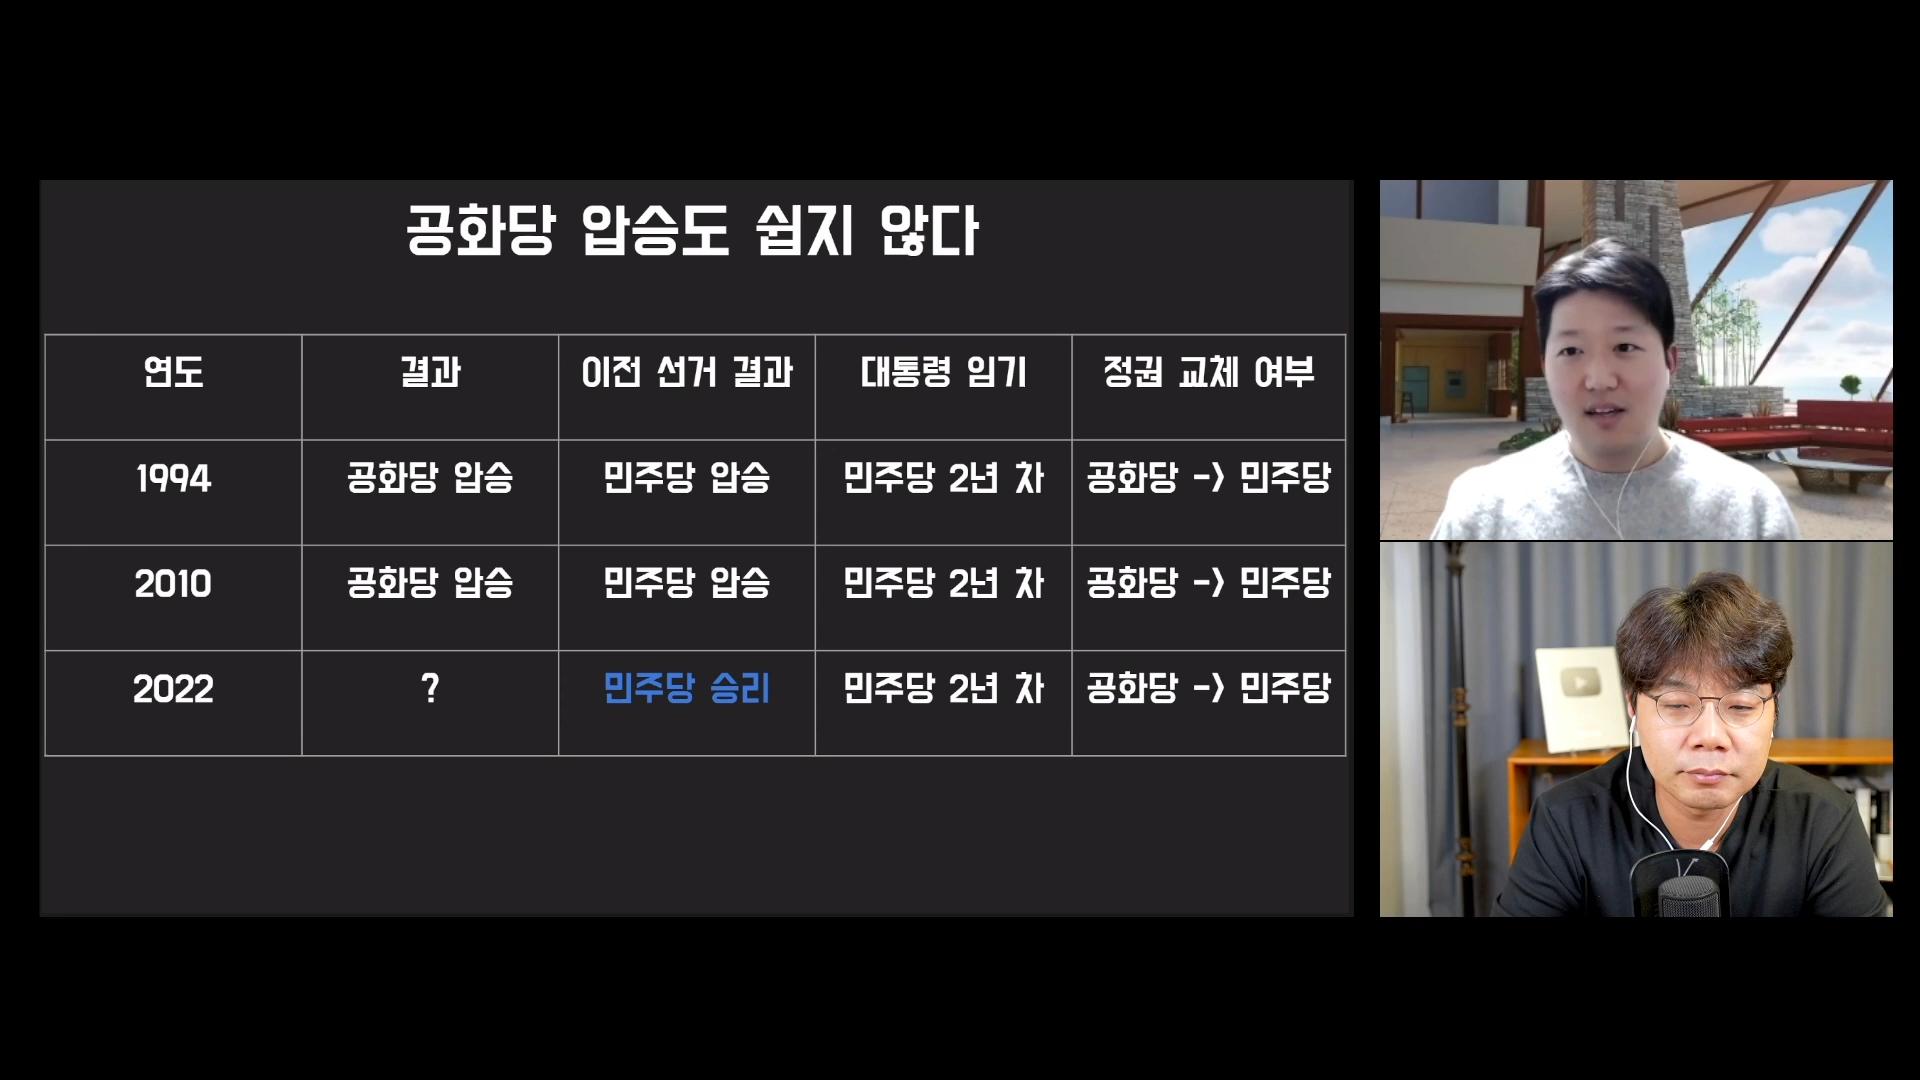 공화당 압승도 쉽지 않다
연도 결과 이전 선거 결과 대통령 임기 정권 교체 여부
1994 공화당 압승 민주당 압승 민주당 2년 차 공화당 -> 민주당
2010 공화당 압승 민주당 압승 민주당 2년 차 공화당 -> 민주당
2022 ? 민주당 승리 민주당 2년 차 공화당 -> 민주당